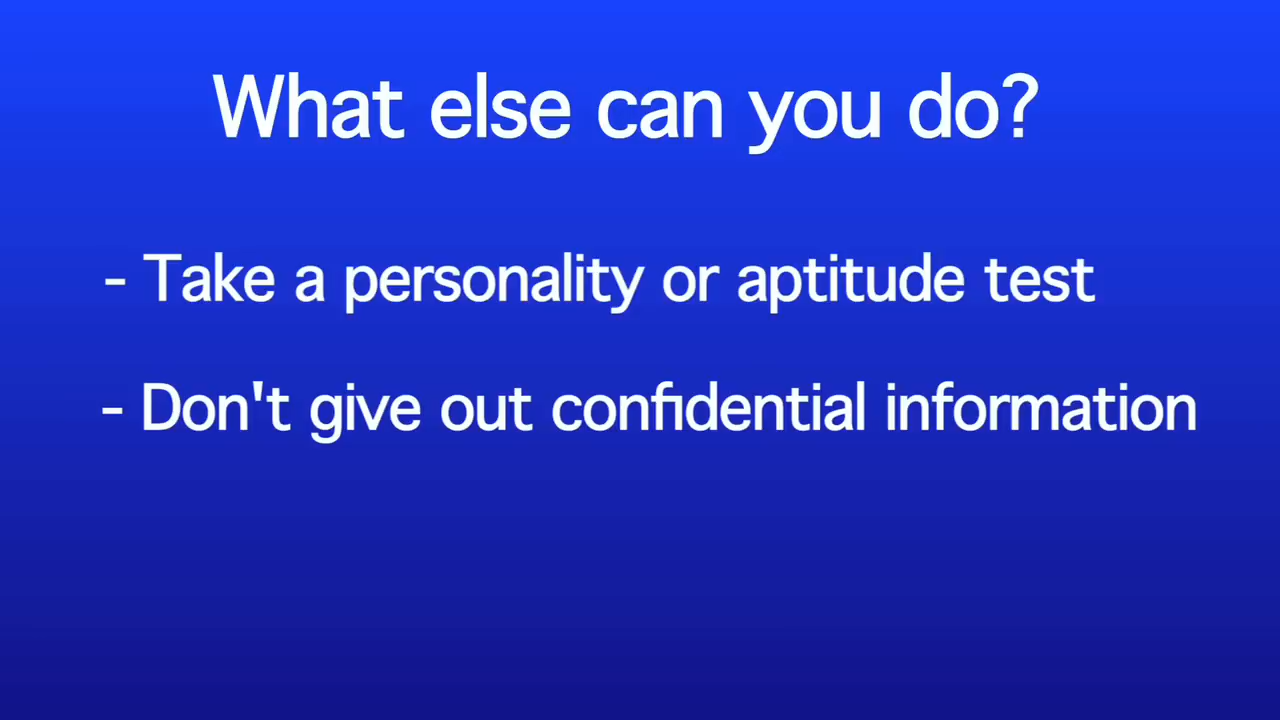 What else can you do?
- Take a personality or aptitude test
- Don't give out confidential information